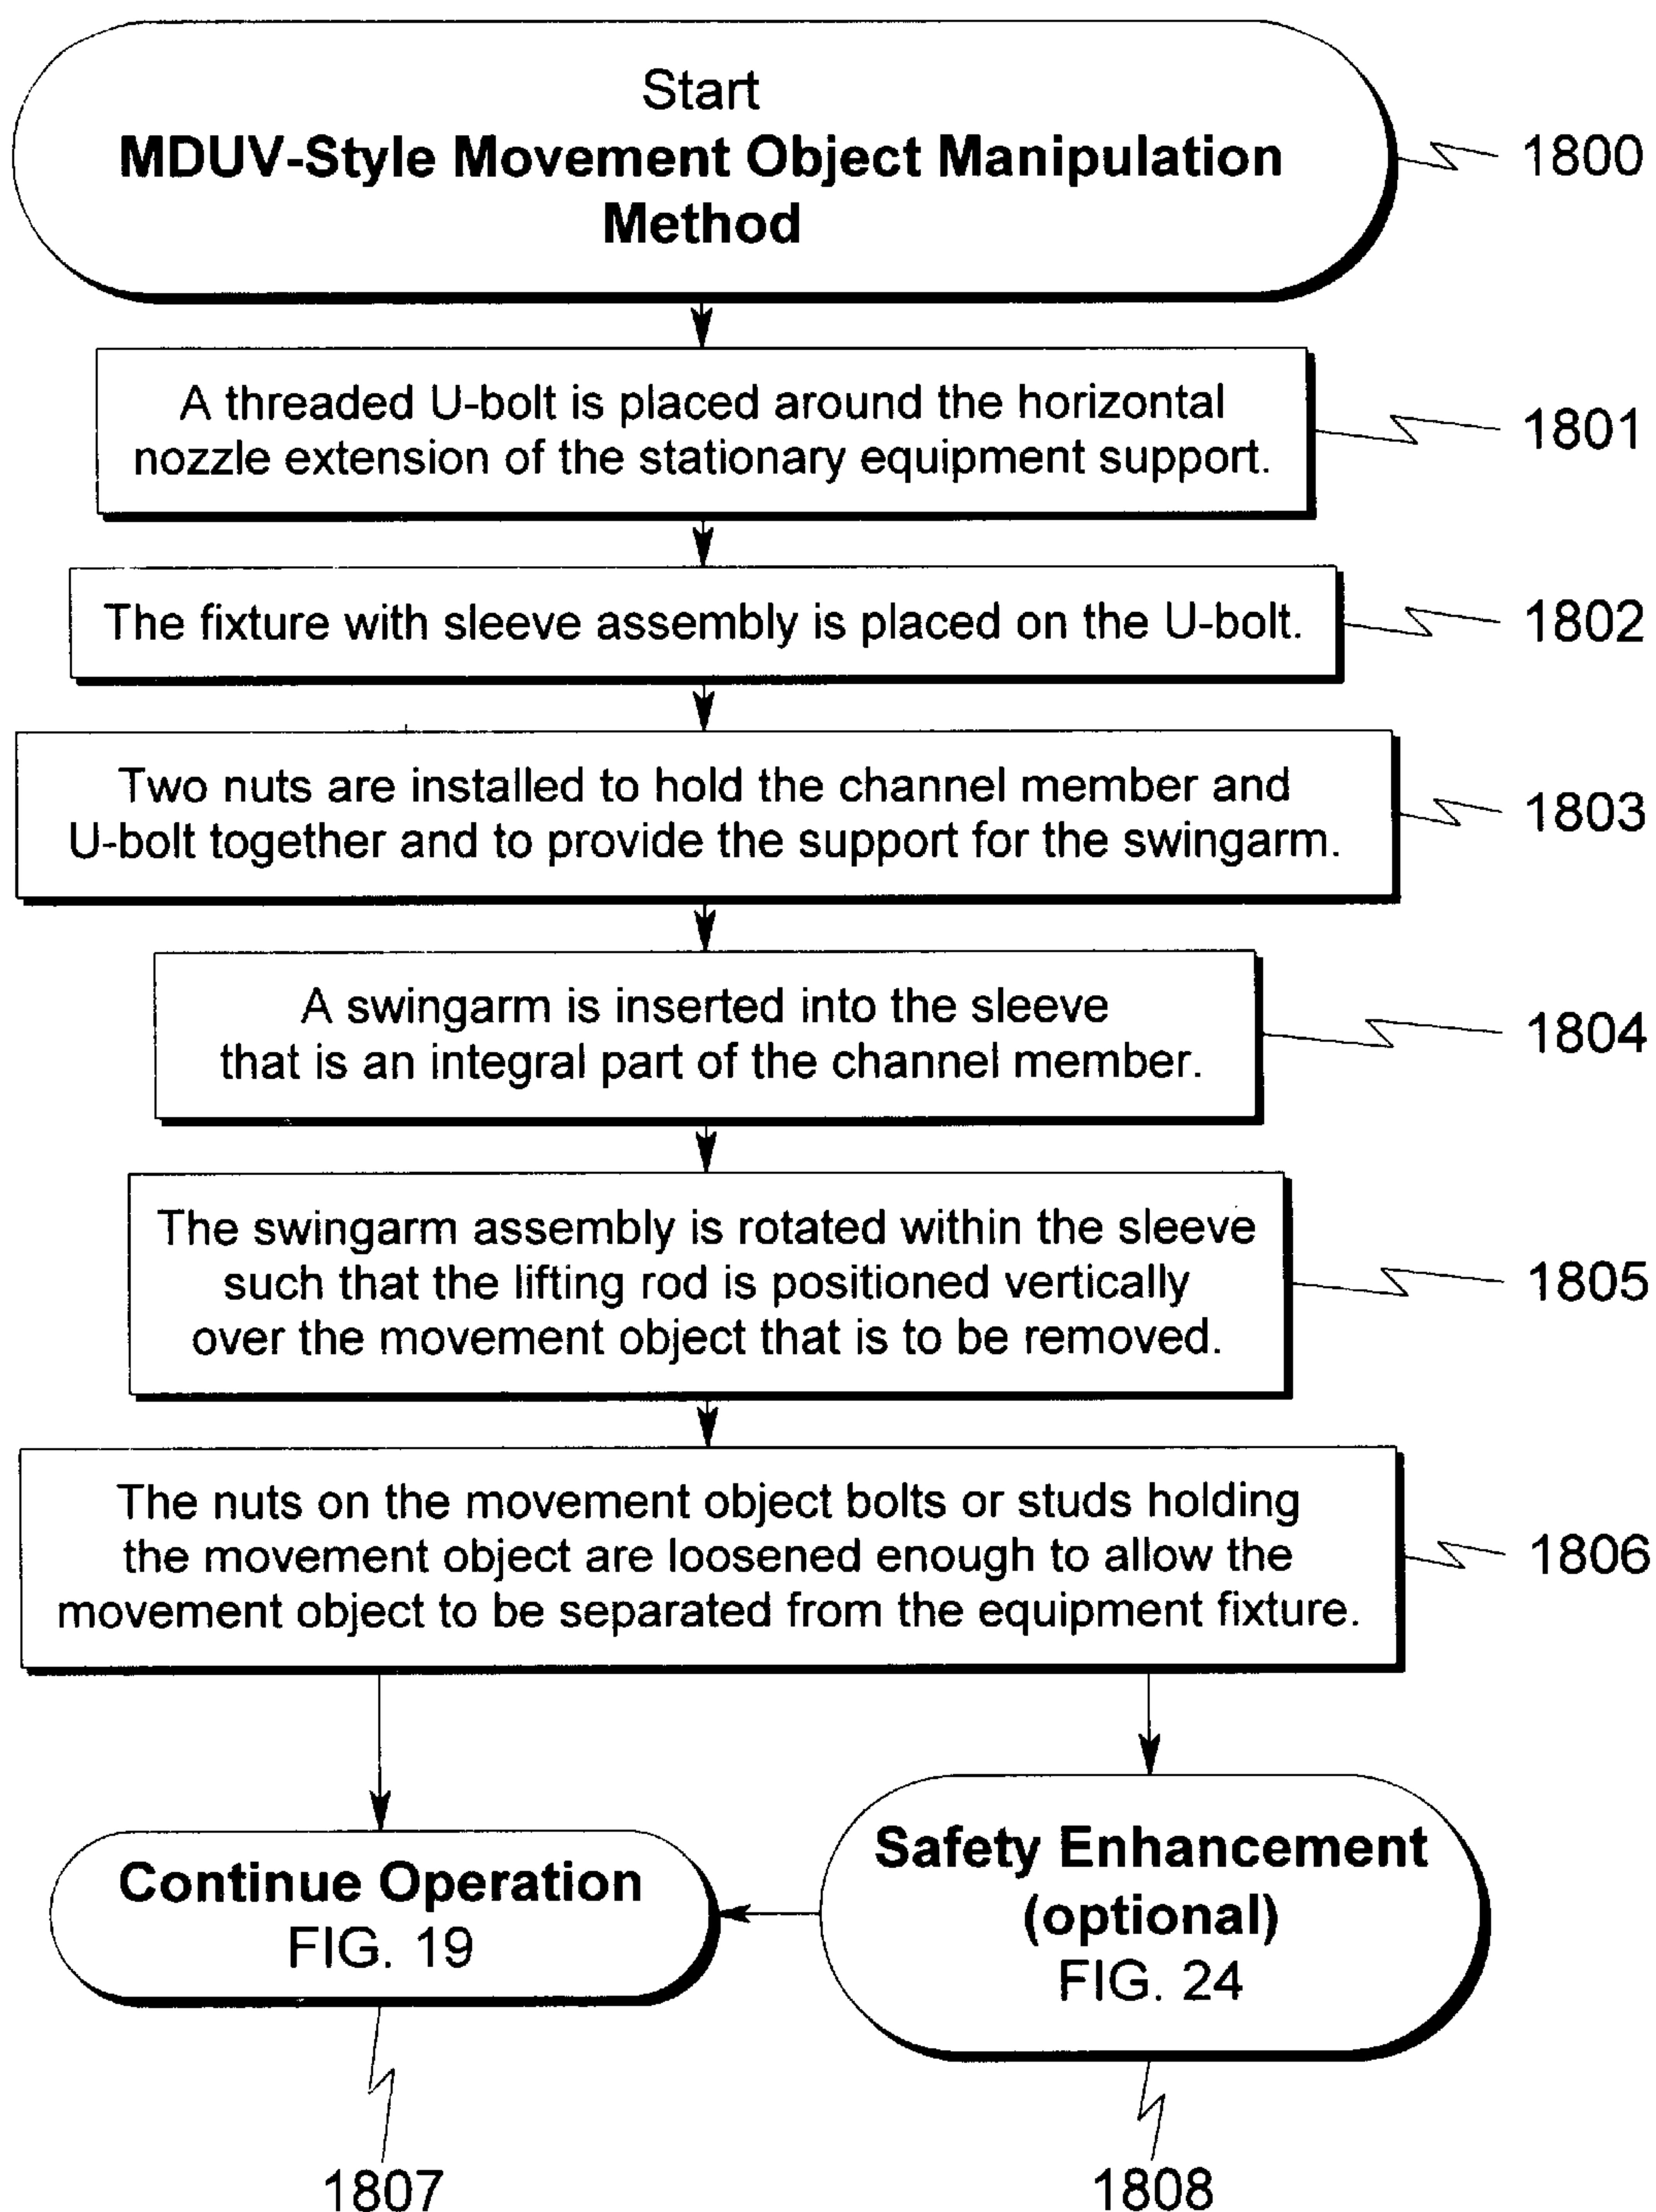 Start
MDUV-Style Movement Object Manipulation
Method
1800
A threaded U-bolt is placed around the horizontal
nozzle extension of the stationary equipment support.
1801
The fixture with sleeve assembly is placed on the U-bolt.
1802
Two nuts are installed to hold the channel member and
U-bolt together and to provide the support for the swingarm.
1803
A swingarm is inserted into the sleeve
that is an integral part of the channel member.
1804
The swingarm assembly is rotated within the sleeve
such that the lifting rod is positioned vertically
over the movement object that is to be removed.
1805
The nuts on the movement object bolts or studs holding
the movement object are loosened enough to allow the
movement object to be separated from the equipment fixture.
1806
Continue Operation
FIG. 19
Safety Enhancement
(optional)
FIG. 24
1807
1808